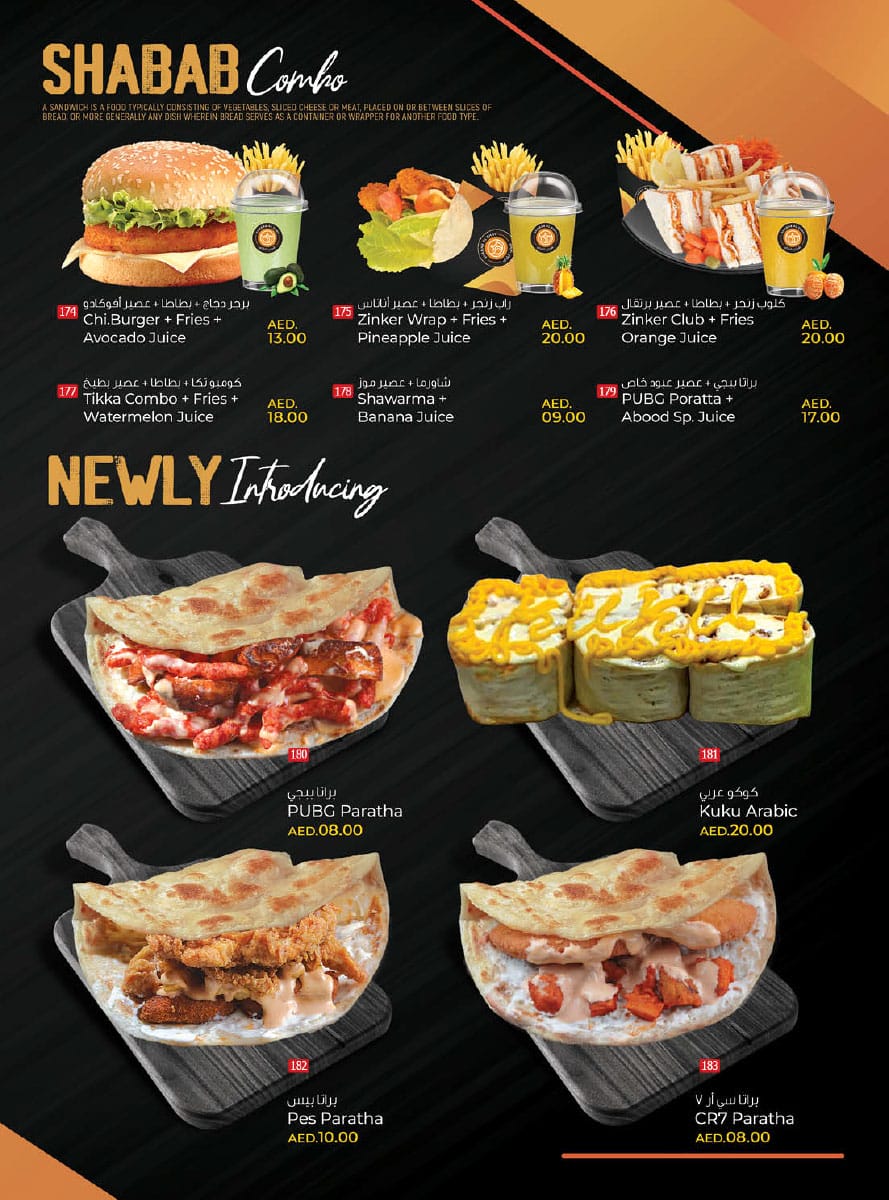 SHABAB Combo
A SANDWICH IS A FOOD TYPICALLY CONSISTING OF VEGETABLES, SLICED CHEESE OR MEAT, PLACED ON OR BETWEEN SLICES OF
BREAD, OR MORE GENERALLY ANY DISH WHEREIN BREAD SERVES AS A CONTAINER OR WRAPPER FOR ANOTHER FOOD TYPE.
برجر دجاج + بطاطا + عصير أفوكادو
174 Chi.Burger + Fries +
Avocado Juice
AED.
13.00
راب زنجر + بطاطا + عصير أناناس
175 Zinker Wrap + Fries +
Pineapple Juice
AED.
20.00
كلوب زنجر + بطاطا + عصير برتقال
176 Zinker Club + Fries
Orange Juice
AED.
20.00
كومبو تكا + بطاطا + عصير بطيخ
177 Tikka Combo + Fries +
Watermelon Juice
AED.
18.00
شاورما + عصير موز
178 Shawarma +
Banana Juice
AED.
09.00
براتا ببجي + عصير عبود خاص
179 PUBG Poratta +
Abood Sp. Juice
AED.
17.00
NEWLY Introducing
180
براتا ببجي
PUBG Paratha
AED.08.00
181
كوكو عربي
Kuku Arabic
AED.20.00
182
براتا بيس
Pes Paratha
AED.10.00
183
براتا سي أر ٧
CR7 Paratha
AED.08.00